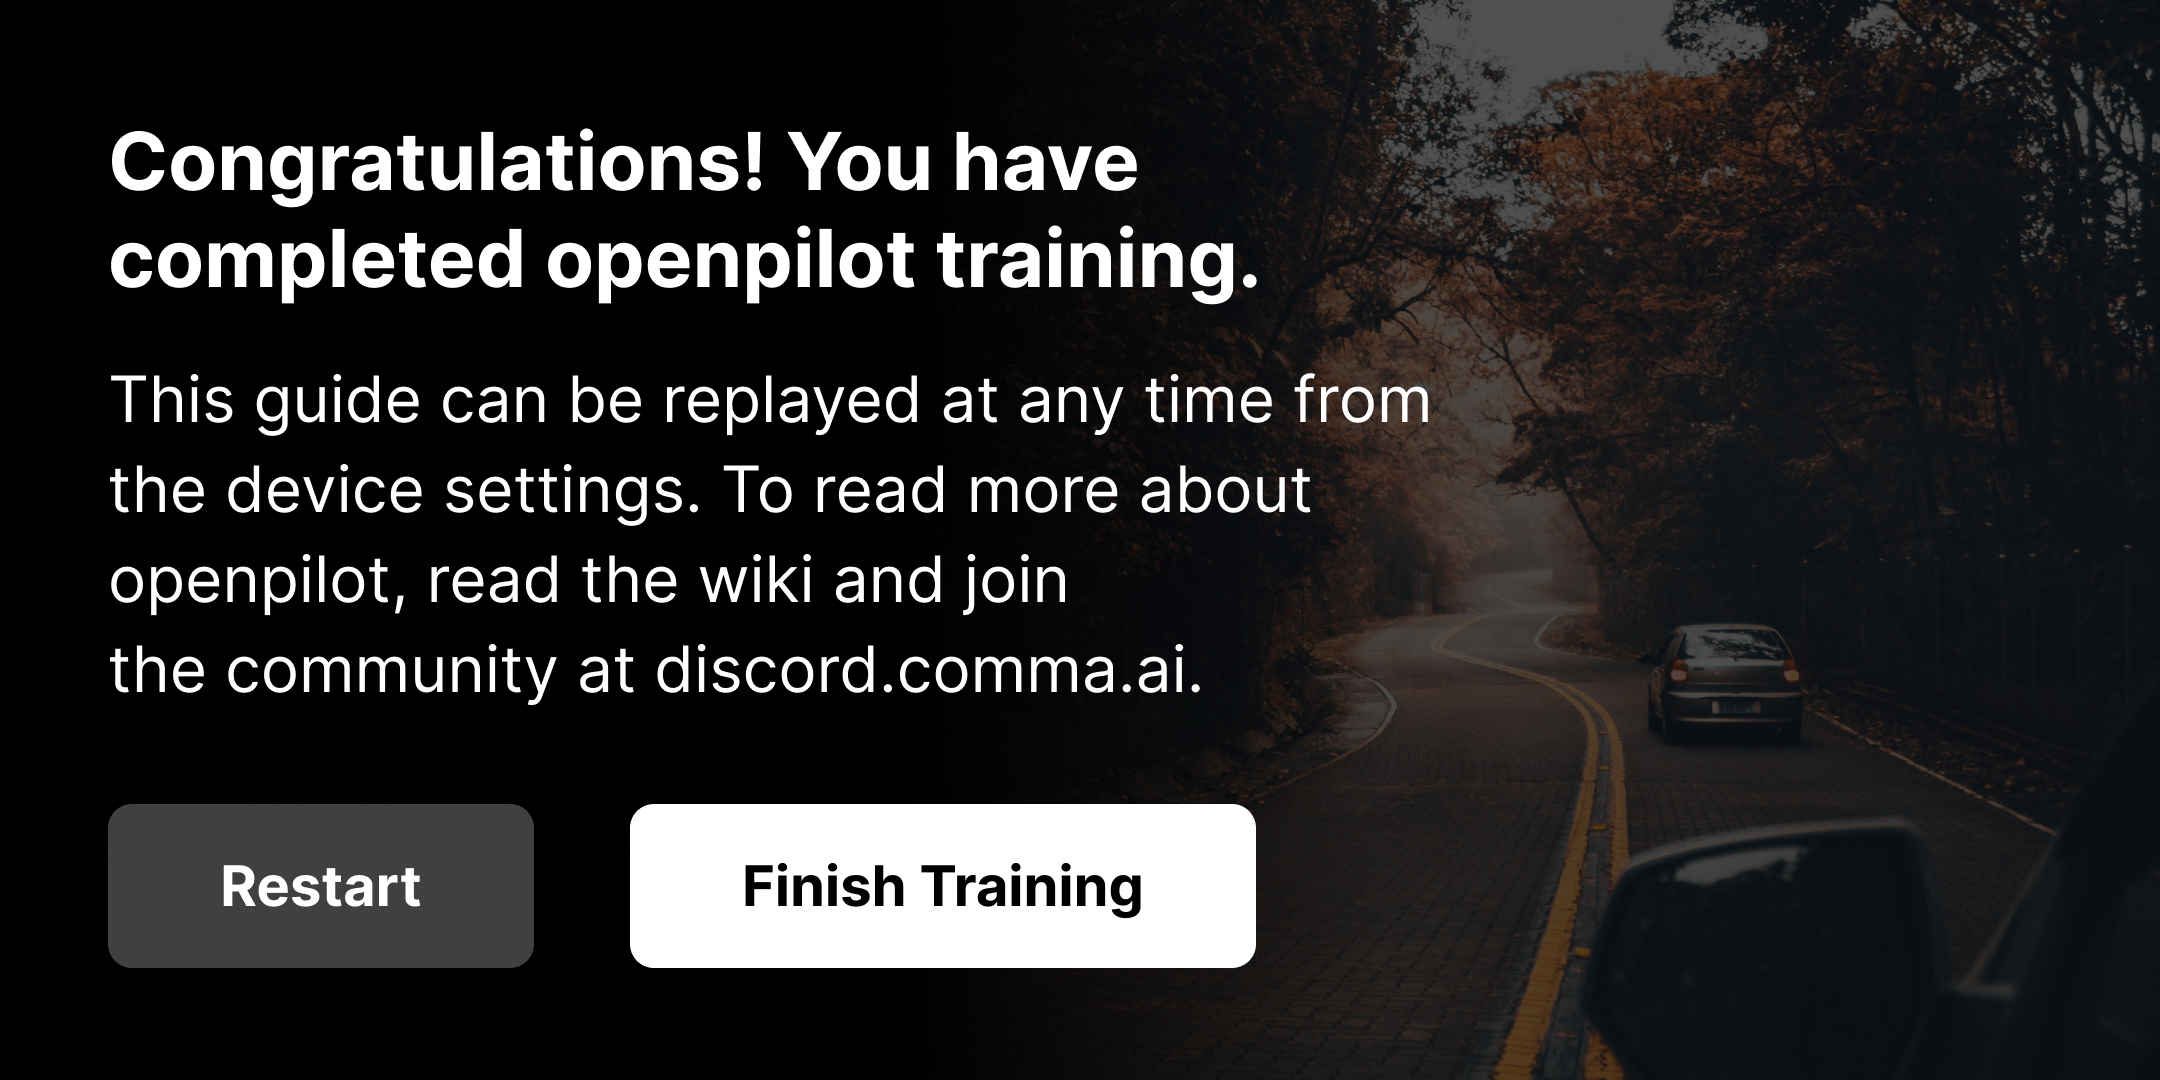 Congratulations! You have
completed openpilot training.
This guide can be replayed at any time from
the device settings. To read more about
openpilot, read the wiki and join
the community at discord.comma.ai.
Restart
Finish Training